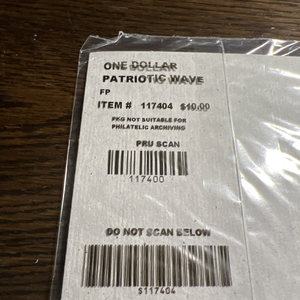 ONE DOLLAR
PATRIOTIC WAVE
FP
ITEM # 117404 $10.00
PKG NOT SUITABLE FOR
PHILATELIC ARCHIVING
PRU SCAN
117400
DO NOT SCAN BELOW
$117404